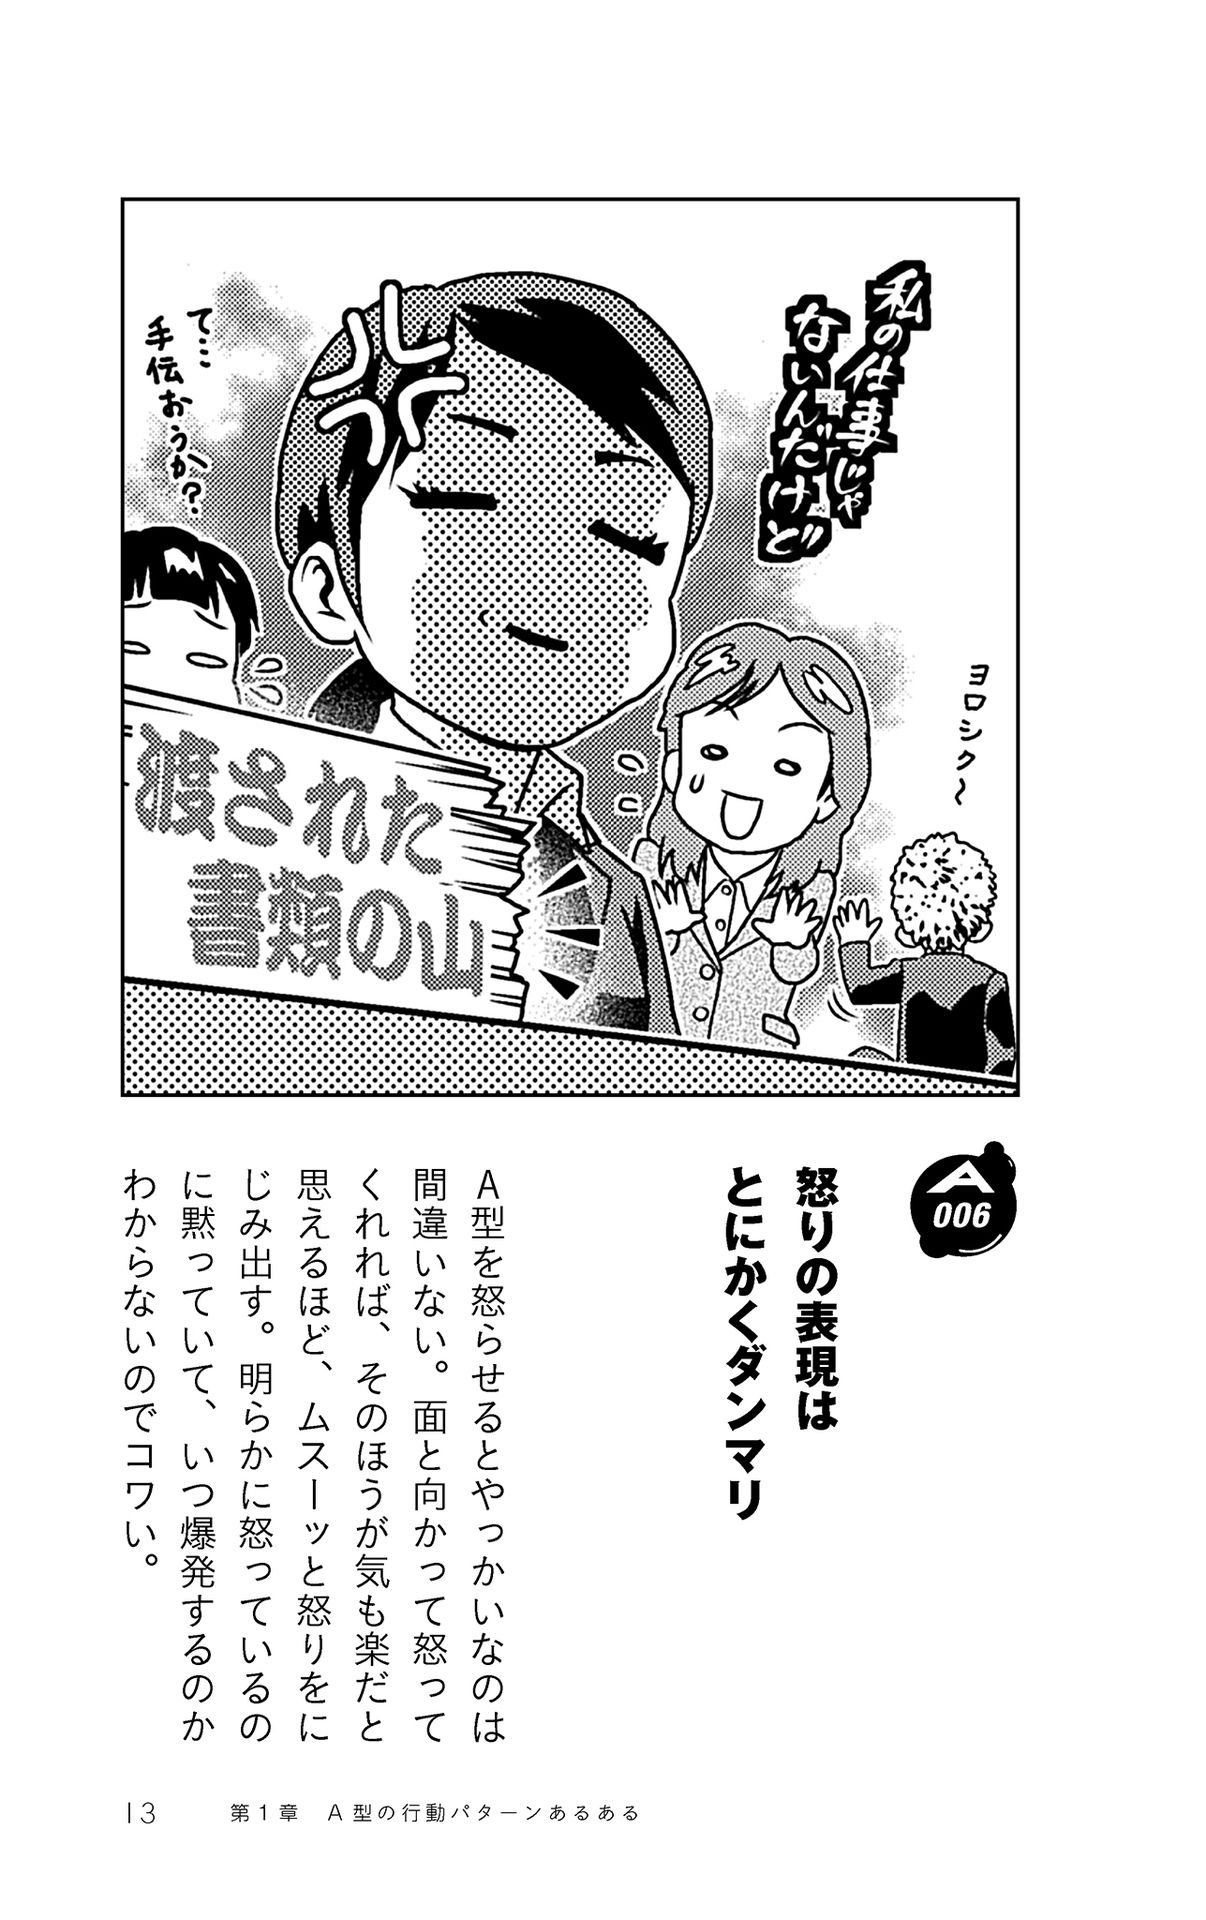 私の仕事じゃ
ないんだけど
て…
手伝おうか?
ヨロシク〜
渡された
書類の山
A
006
怒りの表現は
とにかくダンマリ
A型を怒らせるとやっかいなのは
間違いない。面と向かって怒って
くれれば、そのほうが気も楽だと
思えるほど、ムスーッと怒りをに
じみ出す。明らかに怒っているの
に黙っていて、いつ爆発するのか
わからないのでコワい。
13
第1章 A型の行動パターンあるある